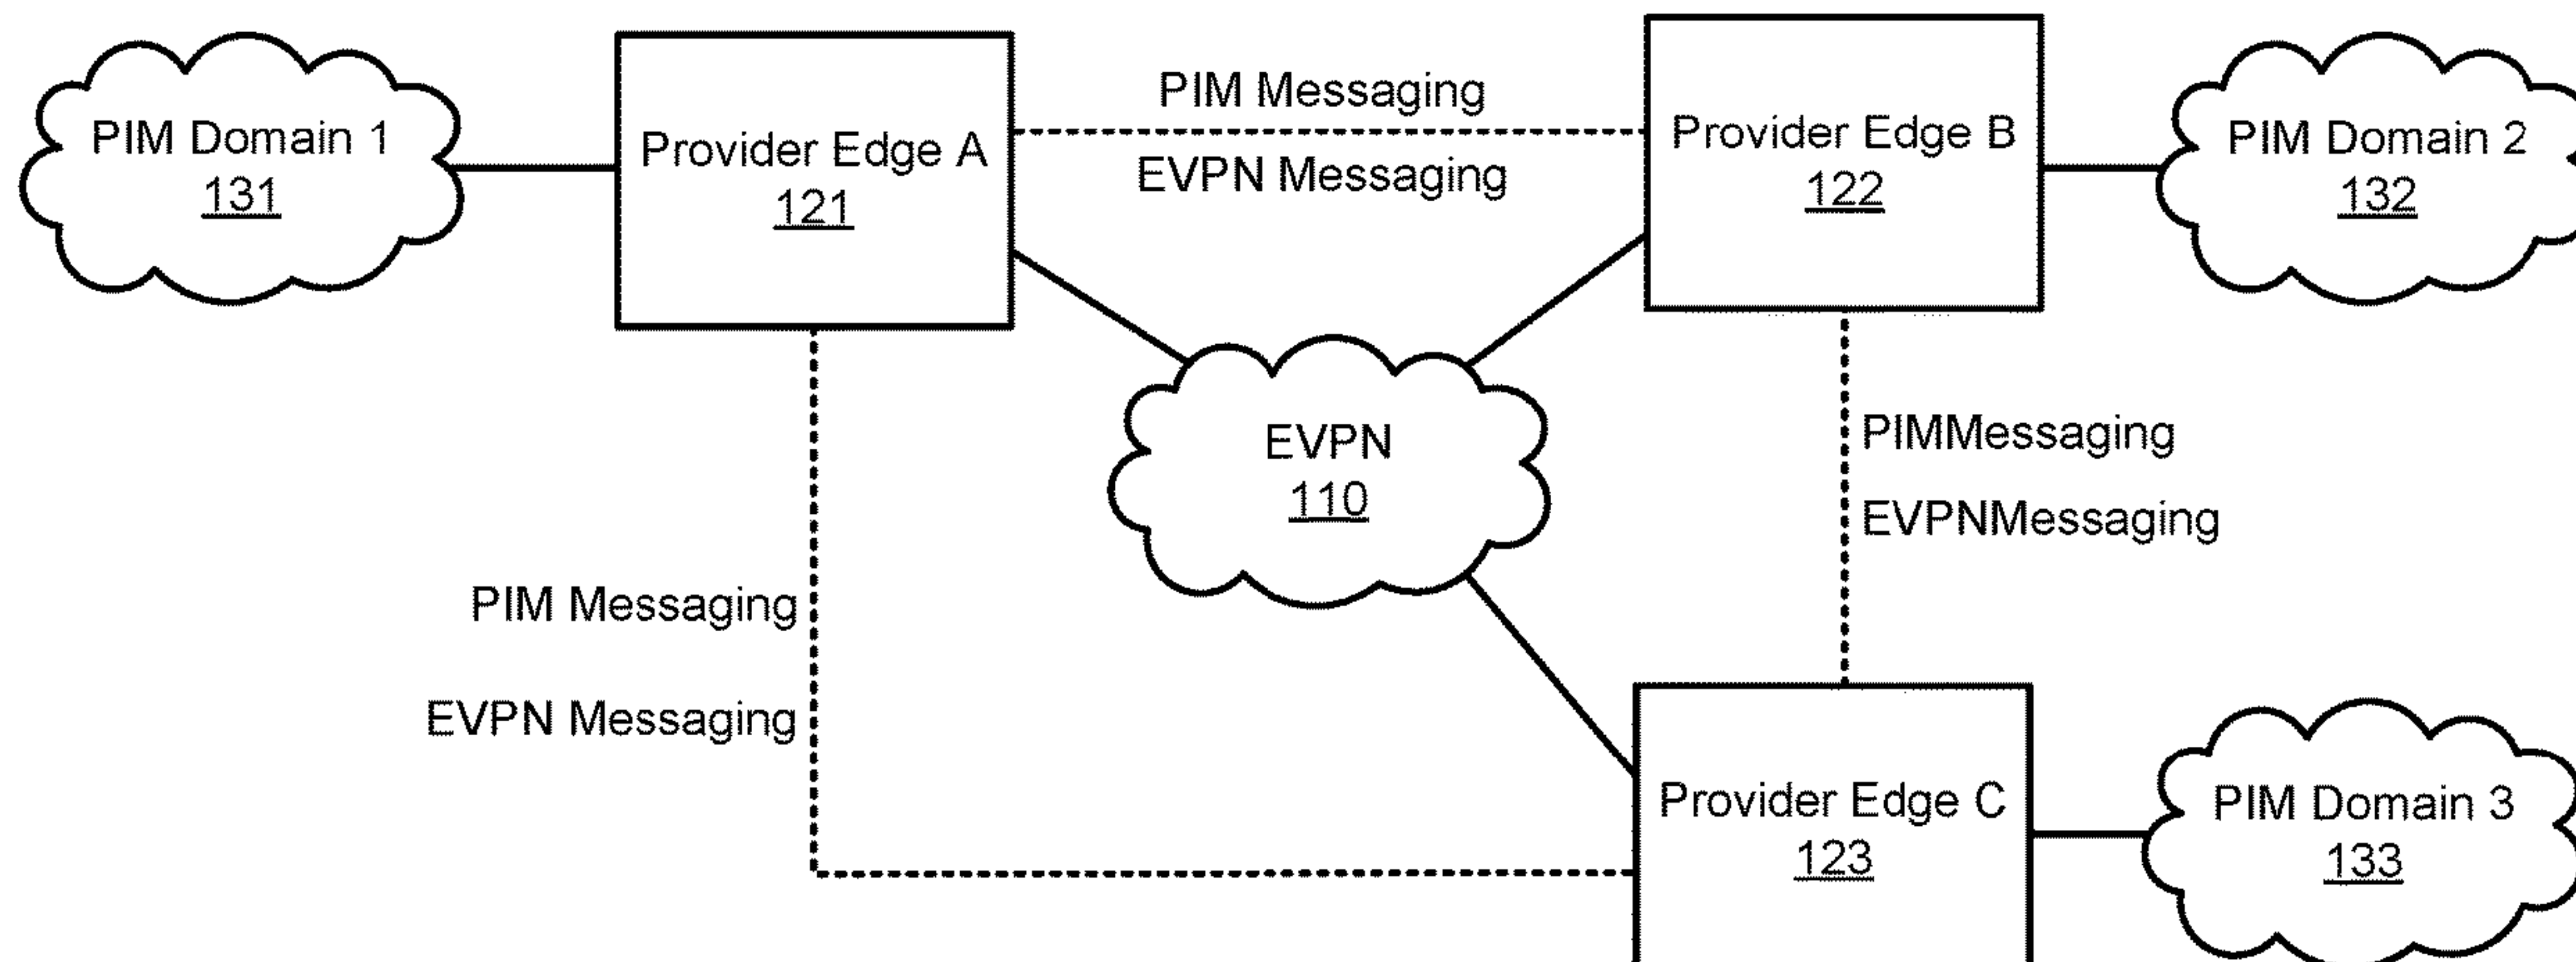 PIM Domain 1
131
Provider Edge A
121
PIM Messaging
EVPN Messaging
Provider Edge B
122
PIM Domain 2
132
EVPN
110
PIMMessaging
EVPNMessaging
PIM Messaging
EVPN Messaging
Provider Edge C
123
PIM Domain 3
133